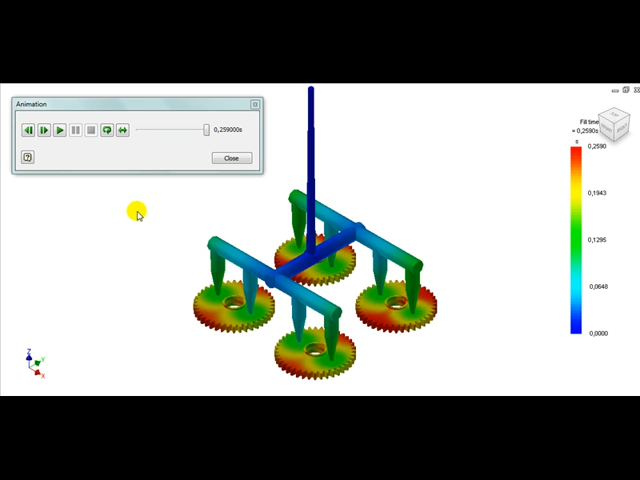 Animation
0,259000s
Close
Fill time
= 0,2590s
s
0,2590
0,1943
0,1295
0,0648
0,0000
Z
Y
X